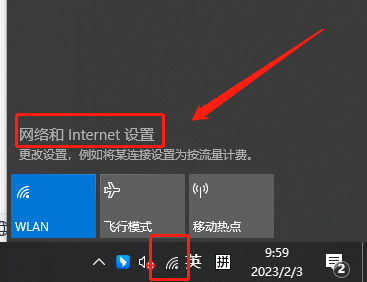 网络和 Internet 设置
更改设置，例如将某连接设置为按流量计费。
WLAN
飞行模式
移动热点
英
拼
9:59
2023/2/3
2